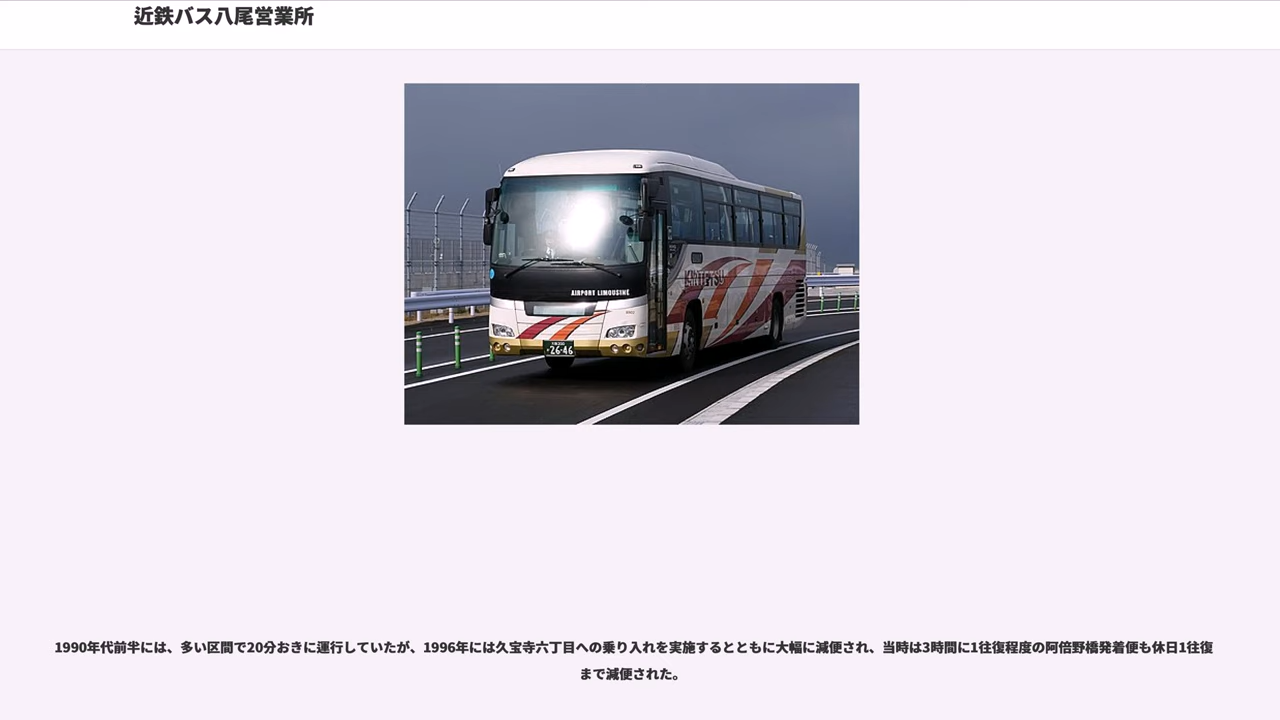 近鉄バス八尾営業所
KINTETSU
AIRPORT LIMOUSINE
26-46
1990年代前半には、多い区間で20分おきに運行していたが、1996年には久宝寺六丁目への乗り入れを実施するとともに大幅に減便され、当時は3時間に1往復程度の阿倍野橋発着便も休日1往復
まで減便された。